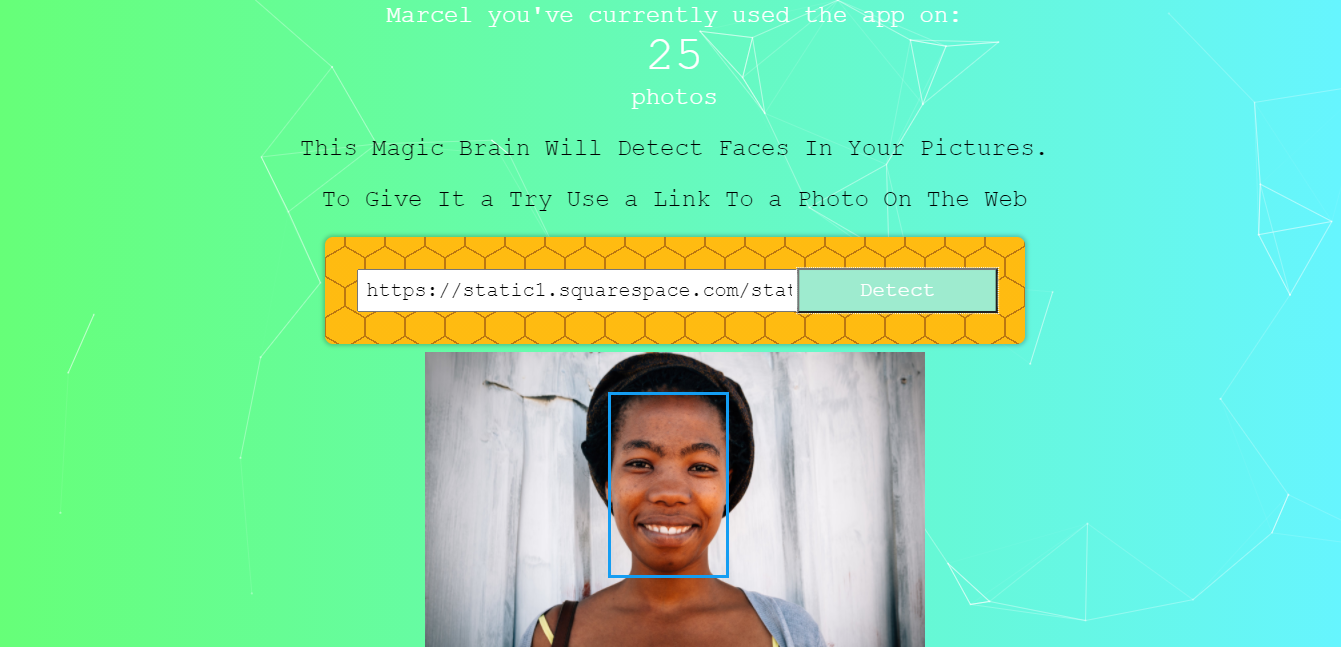 Marcel you've currently used the app on:
25
photos
This Magic Brain Will Detect Faces In Your Pictures.
To Give It a Try Use a Link To a Photo On The Web
https://static1.squarespace.com/stat
Detect